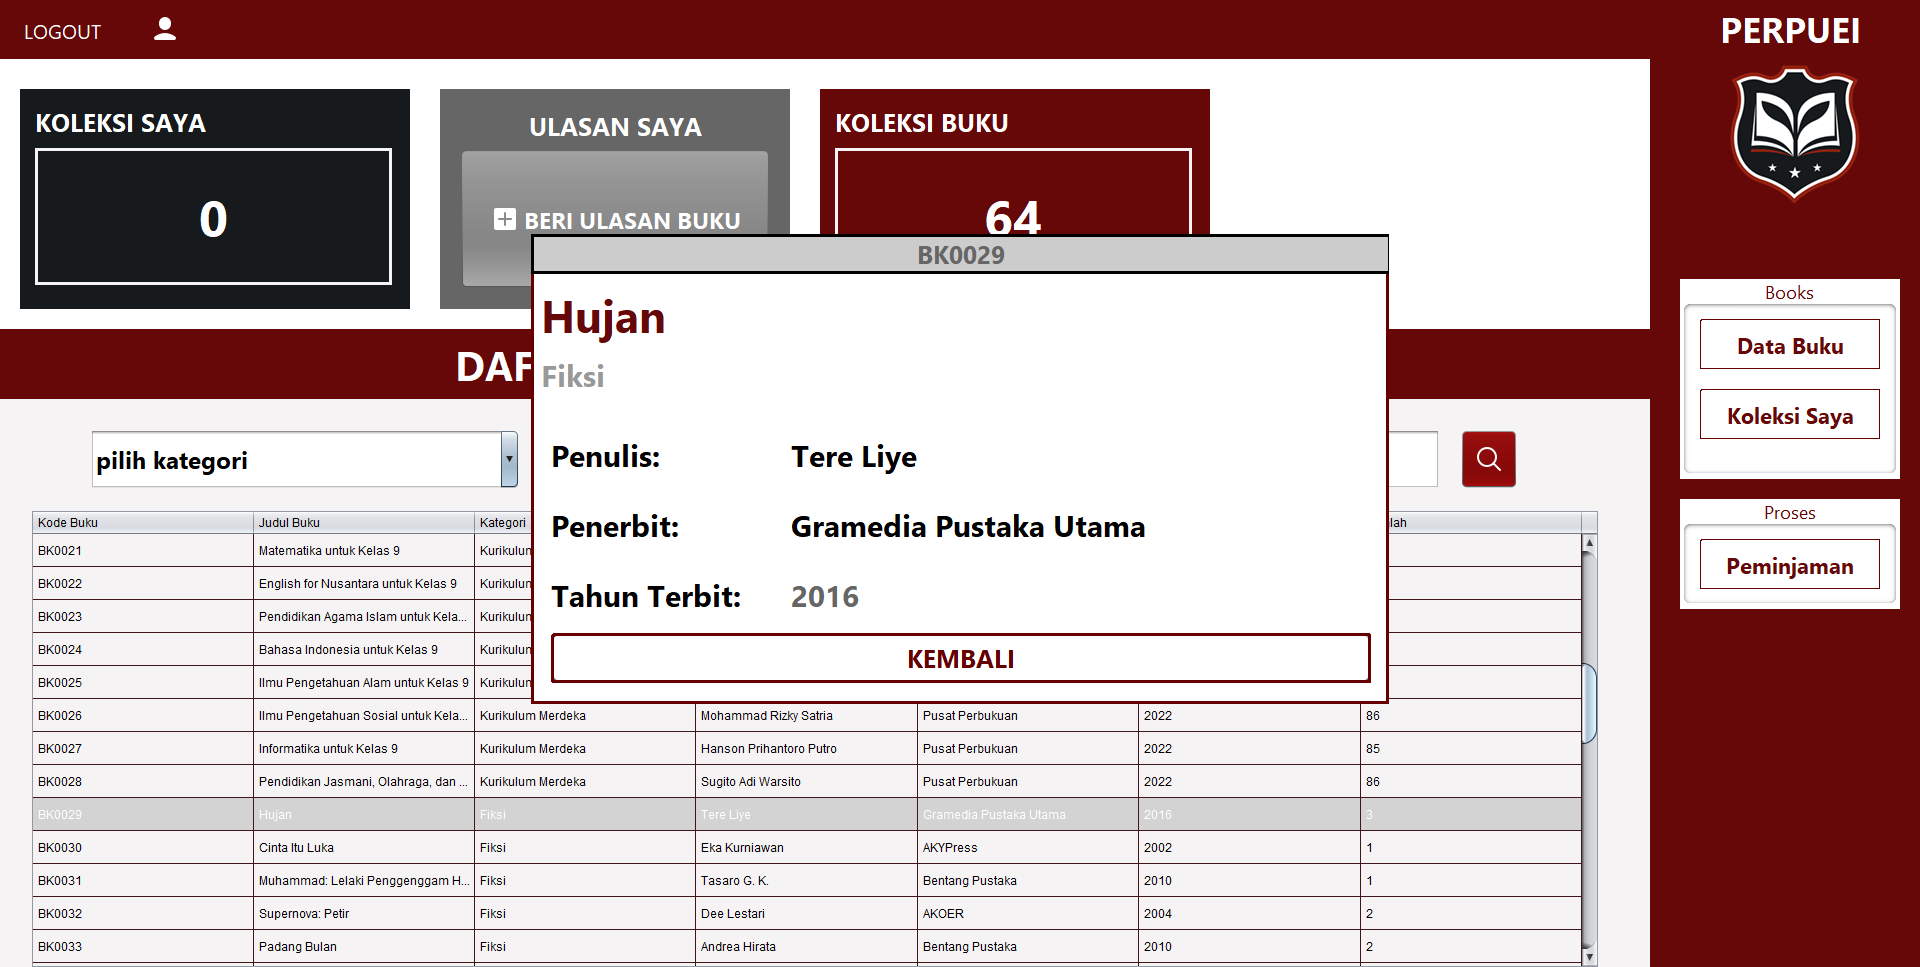 LOGOUT
PERPUEI
KOLEKSI SAYA
0
ULASAN SAYA
BERI ULASAN BUKU
KOLEKSI BUKU
64
BK0029
Hujan
Fiksi
Penulis: Tere Liye
Penerbit: Gramedia Pustaka Utama
Tahun Terbit: 2016
KEMBALI
DAF
pilih kategori
Kode Buku Judul Buku Kategori lah
BK0021 Matematika untuk Kelas 9 Kurikulum
BK0022 English for Nusantara untuk Kelas 9 Kurikulum
BK0023 Pendidikan Agama Islam untuk Kela... Kurikulum
BK0024 Bahasa Indonesia untuk Kelas 9 Kurikulum
BK0025 Ilmu Pengetahuan Alam untuk Kelas 9 Kurikulum
BK0026 Ilmu Pengetahuan Sosial untuk Kela... Kurikulum Merdeka Mohammad Rizky Satria Pusat Perbukuan 2022 86
BK0027 Informatika untuk Kelas 9 Kurikulum Merdeka Hanson Prihantoro Putro Pusat Perbukuan 2022 85
BK0028 Pendidikan Jasmani, Olahraga, dan ... Kurikulum Merdeka Sugito Adi Warsito Pusat Perbukuan 2022 86
BK0029 Hujan Fiksi Tere Liye Gramedia Pustaka Utama 2016 3
BK0030 Cinta Itu Luka Fiksi Eka Kurniawan AKYPress 2002 1
BK0031 Muhammad: Lelaki Penggenggam H... Fiksi Tasaro G. K. Bentang Pustaka 2010 1
BK0032 Supernova: Petir Fiksi Dee Lestari AKOER 2004 2
BK0033 Padang Bulan Fiksi Andrea Hirata Bentang Pustaka 2010 2
Books
Data Buku
Koleksi Saya
Proses
Peminjaman